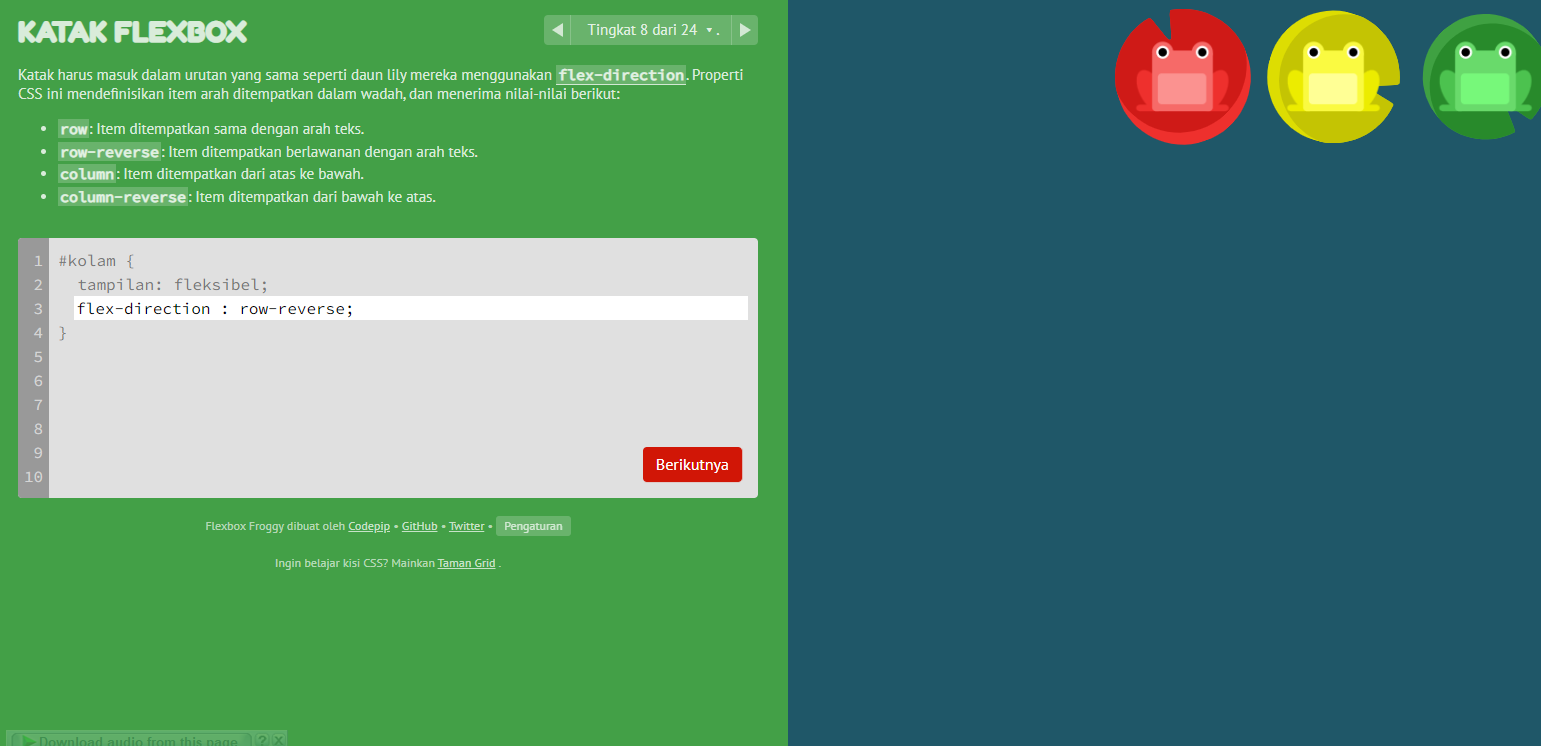 KATAK FLEXBOX
Tingkat 8 dari 24 ▼ .
Katak harus masuk dalam urutan yang sama seperti daun lily mereka menggunakan flex-direction. Properti
CSS ini mendefinisikan item arah ditempatkan dalam wadah, dan menerima nilai-nilai berikut:
• row: Item ditempatkan sama dengan arah teks.
• row-reverse: Item ditempatkan berlawanan dengan arah teks.
• column: Item ditempatkan dari atas ke bawah.
• column-reverse: Item ditempatkan dari bawah ke atas.
1 #kolam {
2 tampilan: fleksibel;
3 flex-direction : row-reverse;
4 }
5
6
7
8
9
10
Berikutnya
Flexbox Froggy dibuat oleh Codepip • GitHub • Twitter • Pengaturan
Ingin belajar kisi CSS? Mainkan Taman Grid .
Download audio from this page ? X